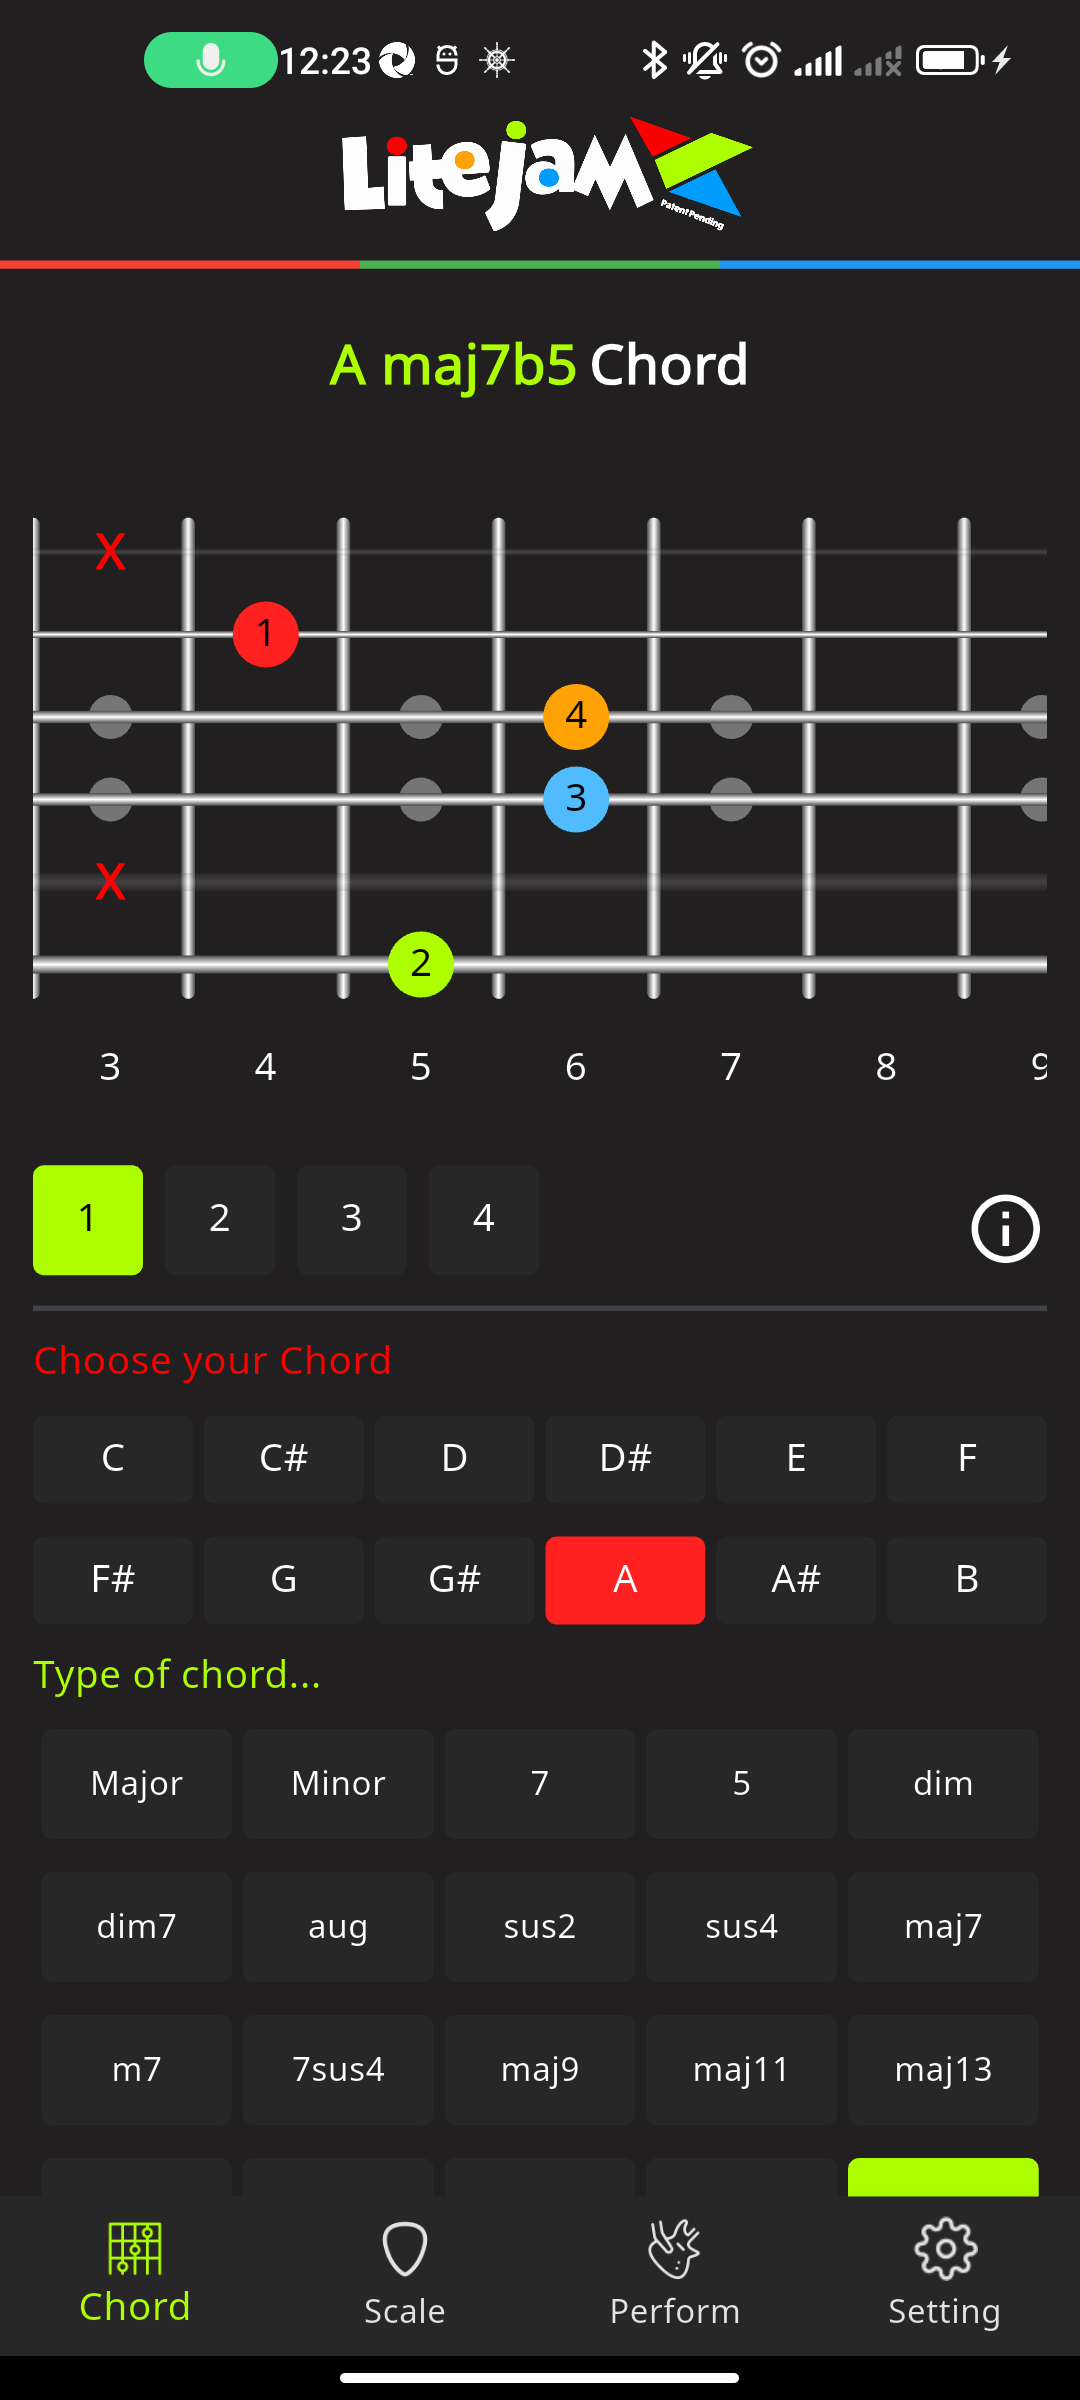 12:23
LiteJam
Patent Pending
A maj7b5 Chord
X
1
4
3
X
2
3 4 5 6 7 8 9
1 2 3 4
Choose your Chord
C C# D D# E F
F# G G# A A# B
Type of chord...
Major Minor 7 5 dim
dim7 aug sus2 sus4 maj7
m7 7sus4 maj9 maj11 maj13
Chord Scale Perform Setting